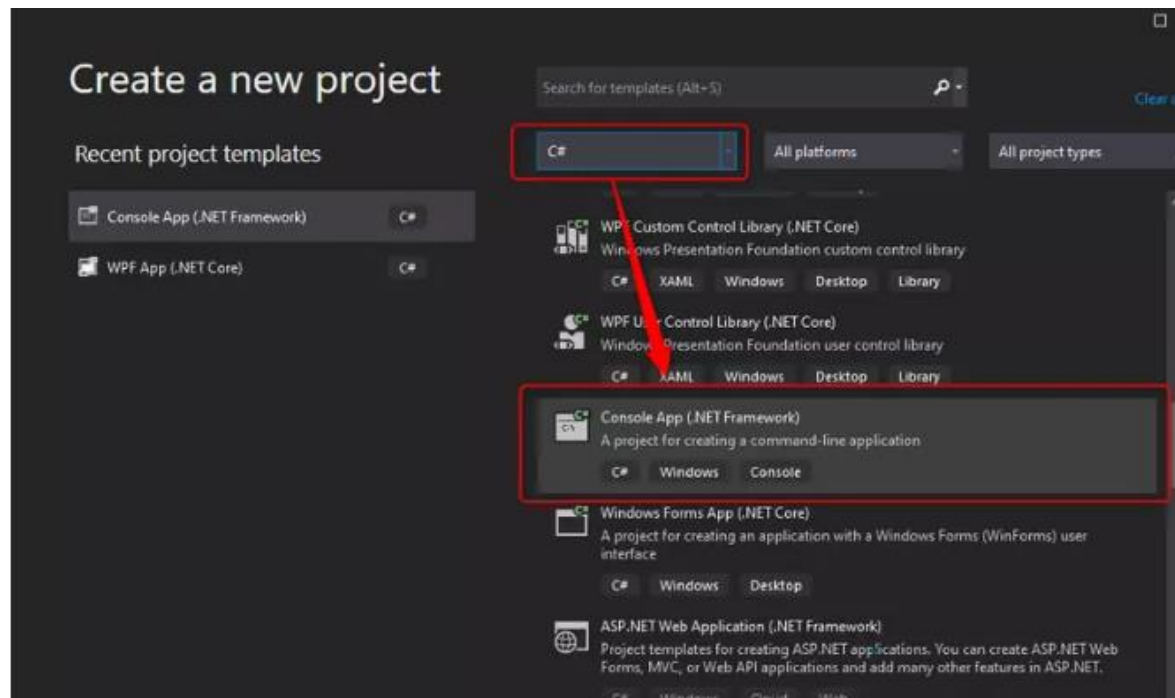 Create a new project
Search for templates (Alt+S)
Clear
C#
All platforms
All project types
Recent project templates
Console App (.NET Framework)
C#
WPF App (.NET Core)
C#
WPF Custom Control Library (.NET Core)
Windows Presentation Foundation custom control library
C# XAML Windows Desktop Library
WPF User Control Library (.NET Core)
Windows Presentation Foundation user control library
C# XAML Windows Desktop Library
Console App (.NET Framework)
A project for creating a command-line application
C# Windows Console
Windows Forms App (.NET Core)
A project for creating an application with a Windows Forms (WinForms) user
interface
C# Windows Desktop
ASP.NET Web Application (.NET Framework)
Project templates for creating ASP.NET applications. You can create ASP.NET Web
Forms, MVC, or Web API applications and add many other features in ASP.NET.
C# Windows Cloud Web